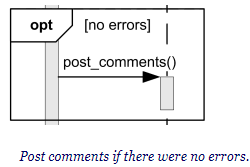 opt [no errors]
post_comments()
Post comments if there were no errors.